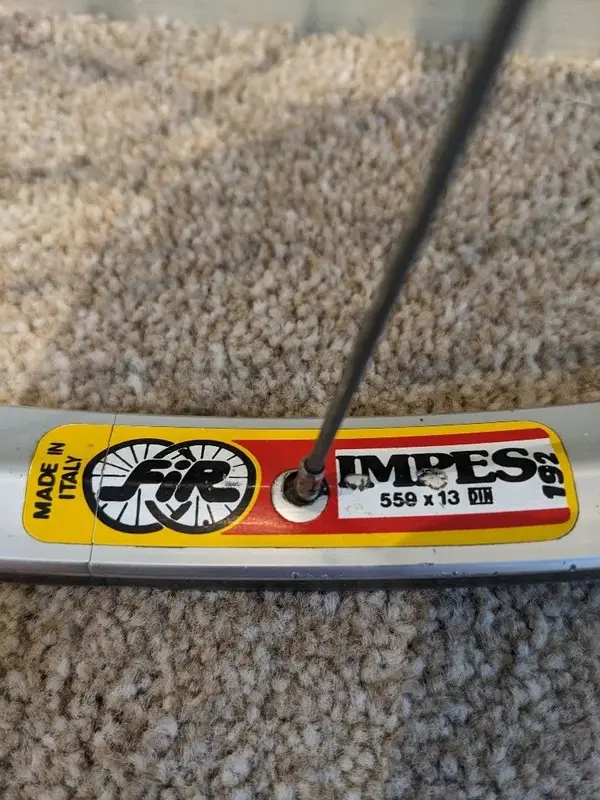 MADE IN
ITALY
FiR
IMPES
559 x 13 DIN
192